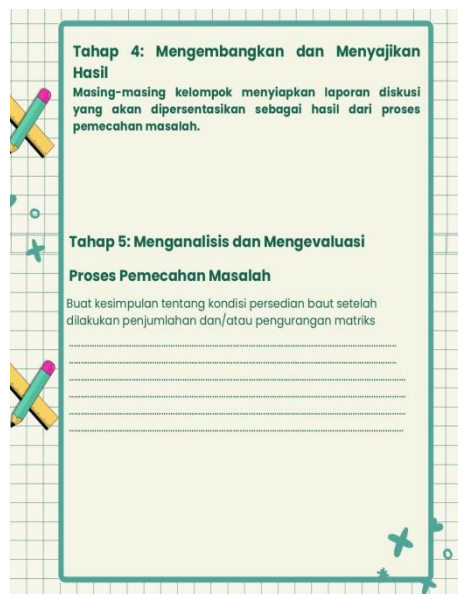 Tahap 4: Mengembangkan dan Menyajikan
Hasil
Masing-masing kelompok menyiapkan laporan diskusi
yang akan dipersentasikan sebagai hasil dari proses
pemecahan masalah.
Tahap 5: Menganalisis dan Mengevaluasi
Proses Pemecahan Masalah
Buat kesimpulan tentang kondisi persedian baut setelah
dilakukan penjumlahan dan/atau pengurangan matriks